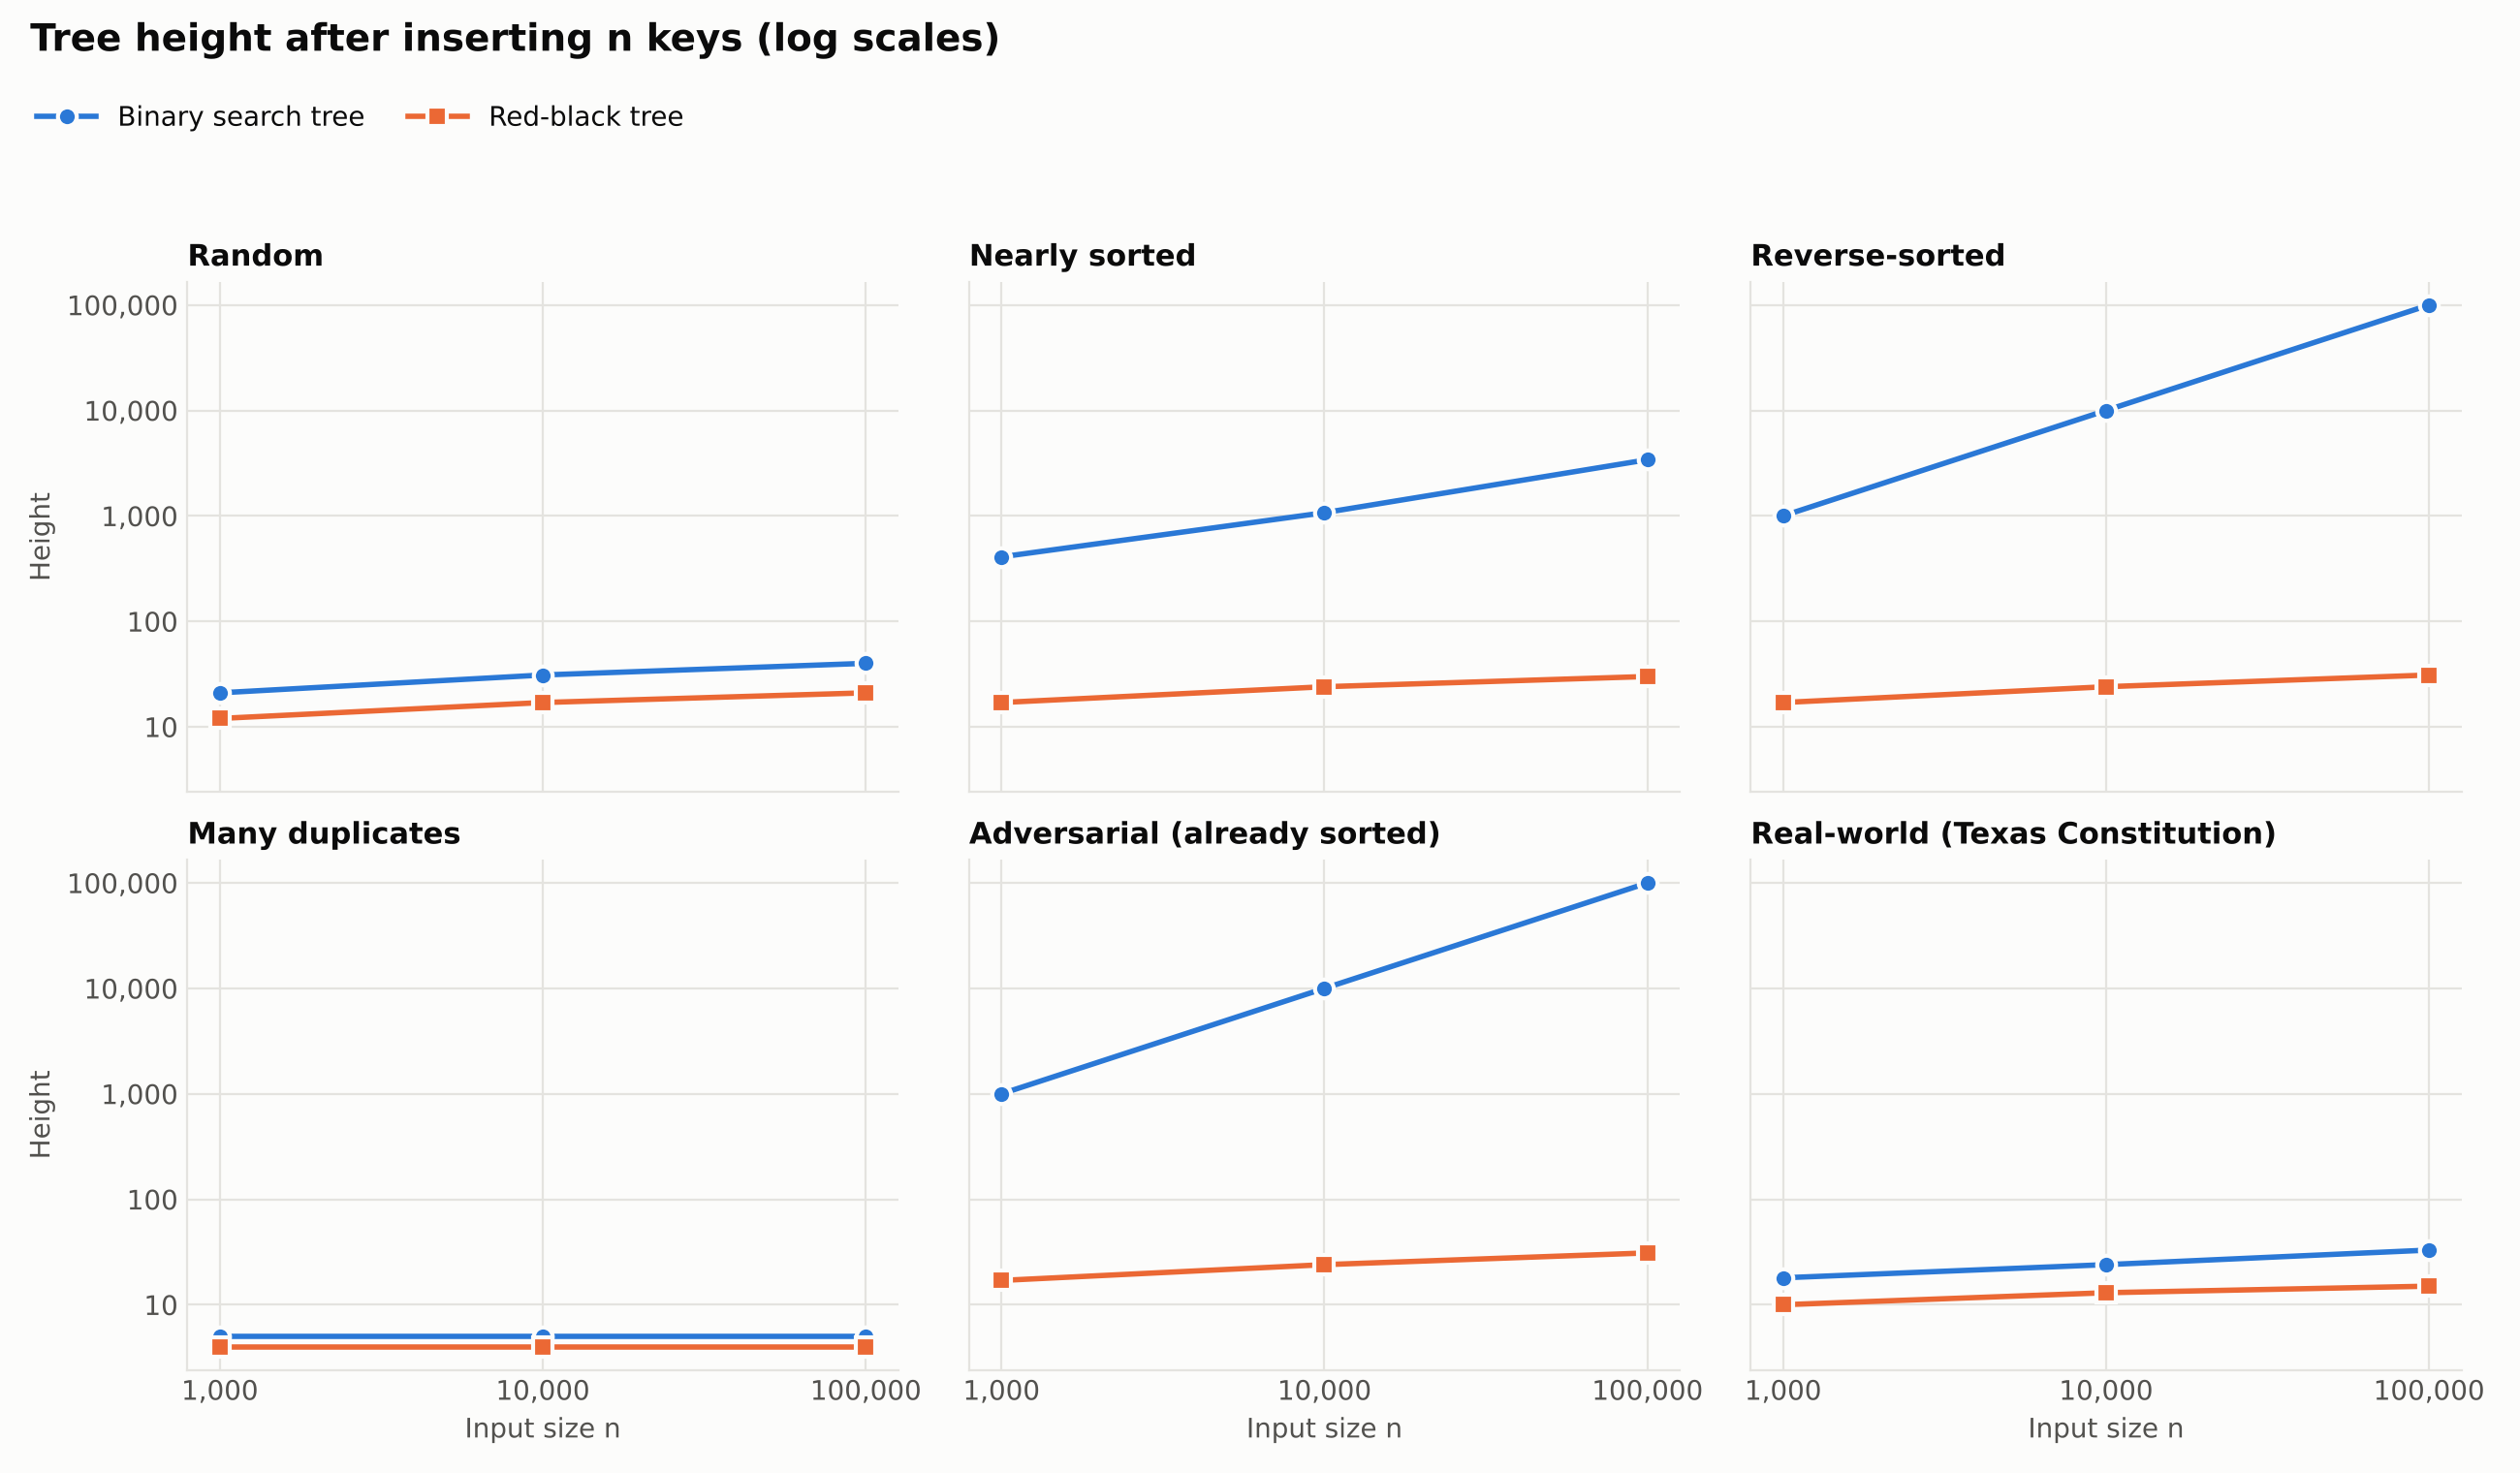 Tree height after inserting n keys (log scales)
Binary search tree
Red-black tree
Random
Nearly sorted
Reverse-sorted
100,000
10,000
1,000
100
10
Height
Many duplicates
Adversarial (already sorted)
Real-world (Texas Constitution)
100,000
10,000
1,000
100
10
Height
1,000 10,000 100,000
1,000 10,000 100,000
1,000 10,000 100,000
Input size n
Input size n
Input size n